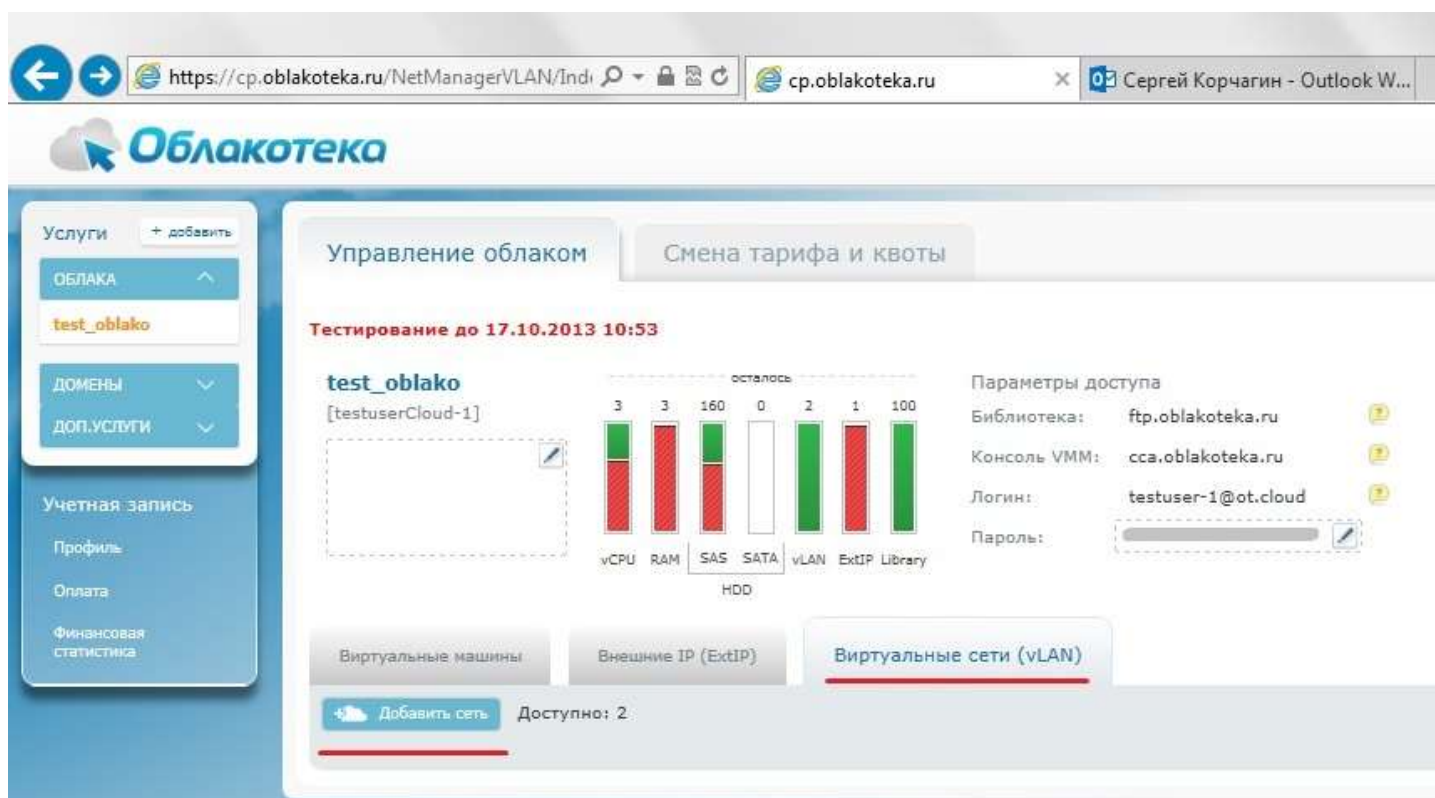 https://cp.oblakoteka.ru/NetManagerVLAN/Ind
cp.oblakoteka.ru
Сергей Корчагин - Outlook W...
Облакотека
Услуги + добавить
ОБЛАКА
test_oblako
ДОМЕНЫ
ДОП.УСЛУГИ
Учетная запись
Профиль
Оплата
Финансовая
статистика
Управление облаком
Смена тарифа и квоты
Тестирование до 17.10.2013 10:53
test_oblako
[testuserCloud-1]
осталось
3 3 160 0 2 1 100
vCPU RAM SAS SATA vLAN ExtIP Library
HDD
Параметры доступа
Библиотека: ftp.oblakoteka.ru
Консоль VMM: cca.oblakoteka.ru
Логин: testuser-1@ot.cloud
Пароль:
Виртуальные машины
Внешние IP (ExtIP)
Виртуальные сети (vLAN)
Добавить сеть Доступно: 2